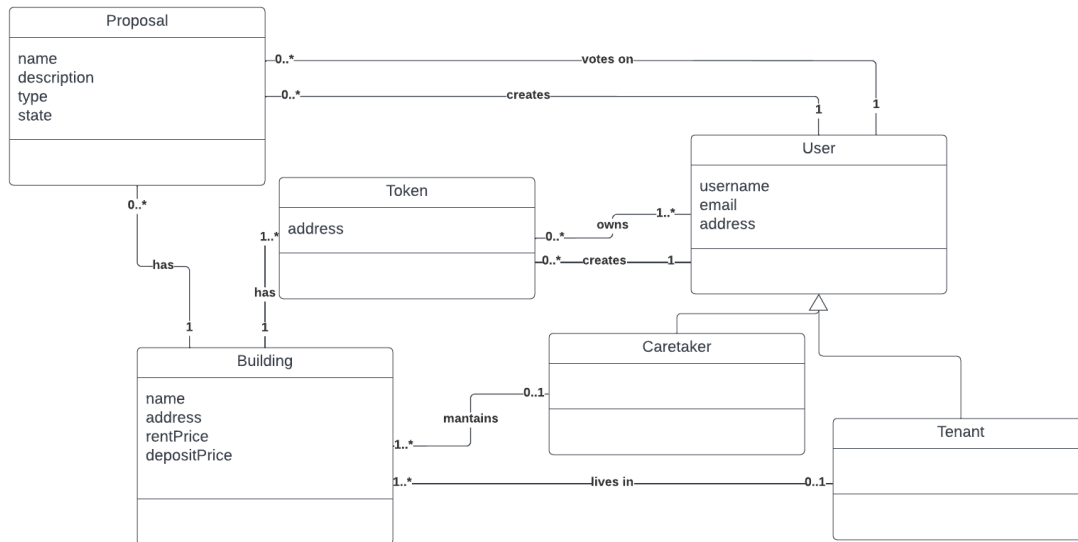 Proposal
name
description
type
state
0..*
votes on
1
0..*
creates
1
User
username
email
address
Token
address
0..*
owns
1..*
0..*
creates
1
0..*
has
1
1..*
has
1
Building
name
address
rentPrice
depositPrice
Caretaker
0..1
mantains
1..*
Tenant
1..*
lives in
0..1